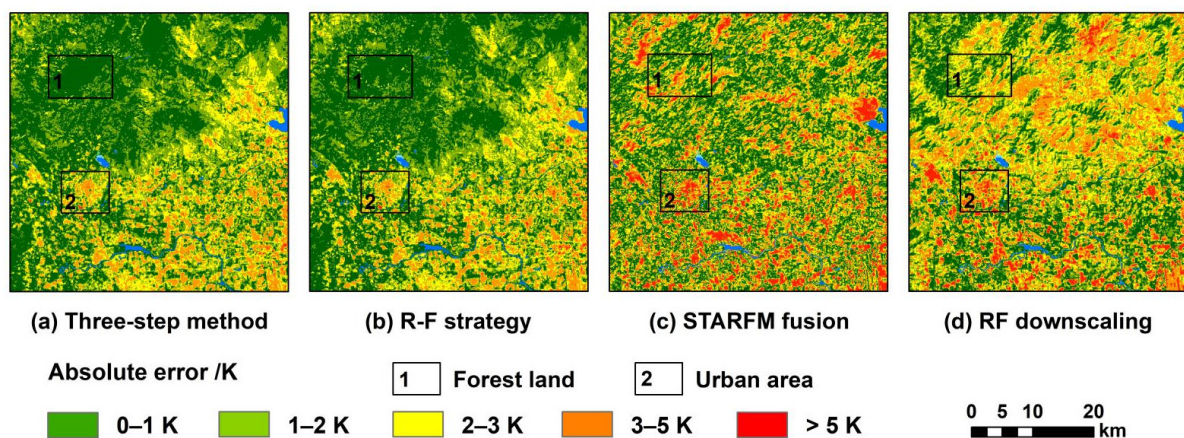 1
2
1
2
1
2
1
2
(a) Three-step method
(b) R-F strategy
(c) STARFM fusion
(d) RF downscaling
Absolute error /K
1 Forest land
2 Urban area
0–1 K
1–2 K
2–3 K
3–5 K
> 5 K
0 5 10 20
km